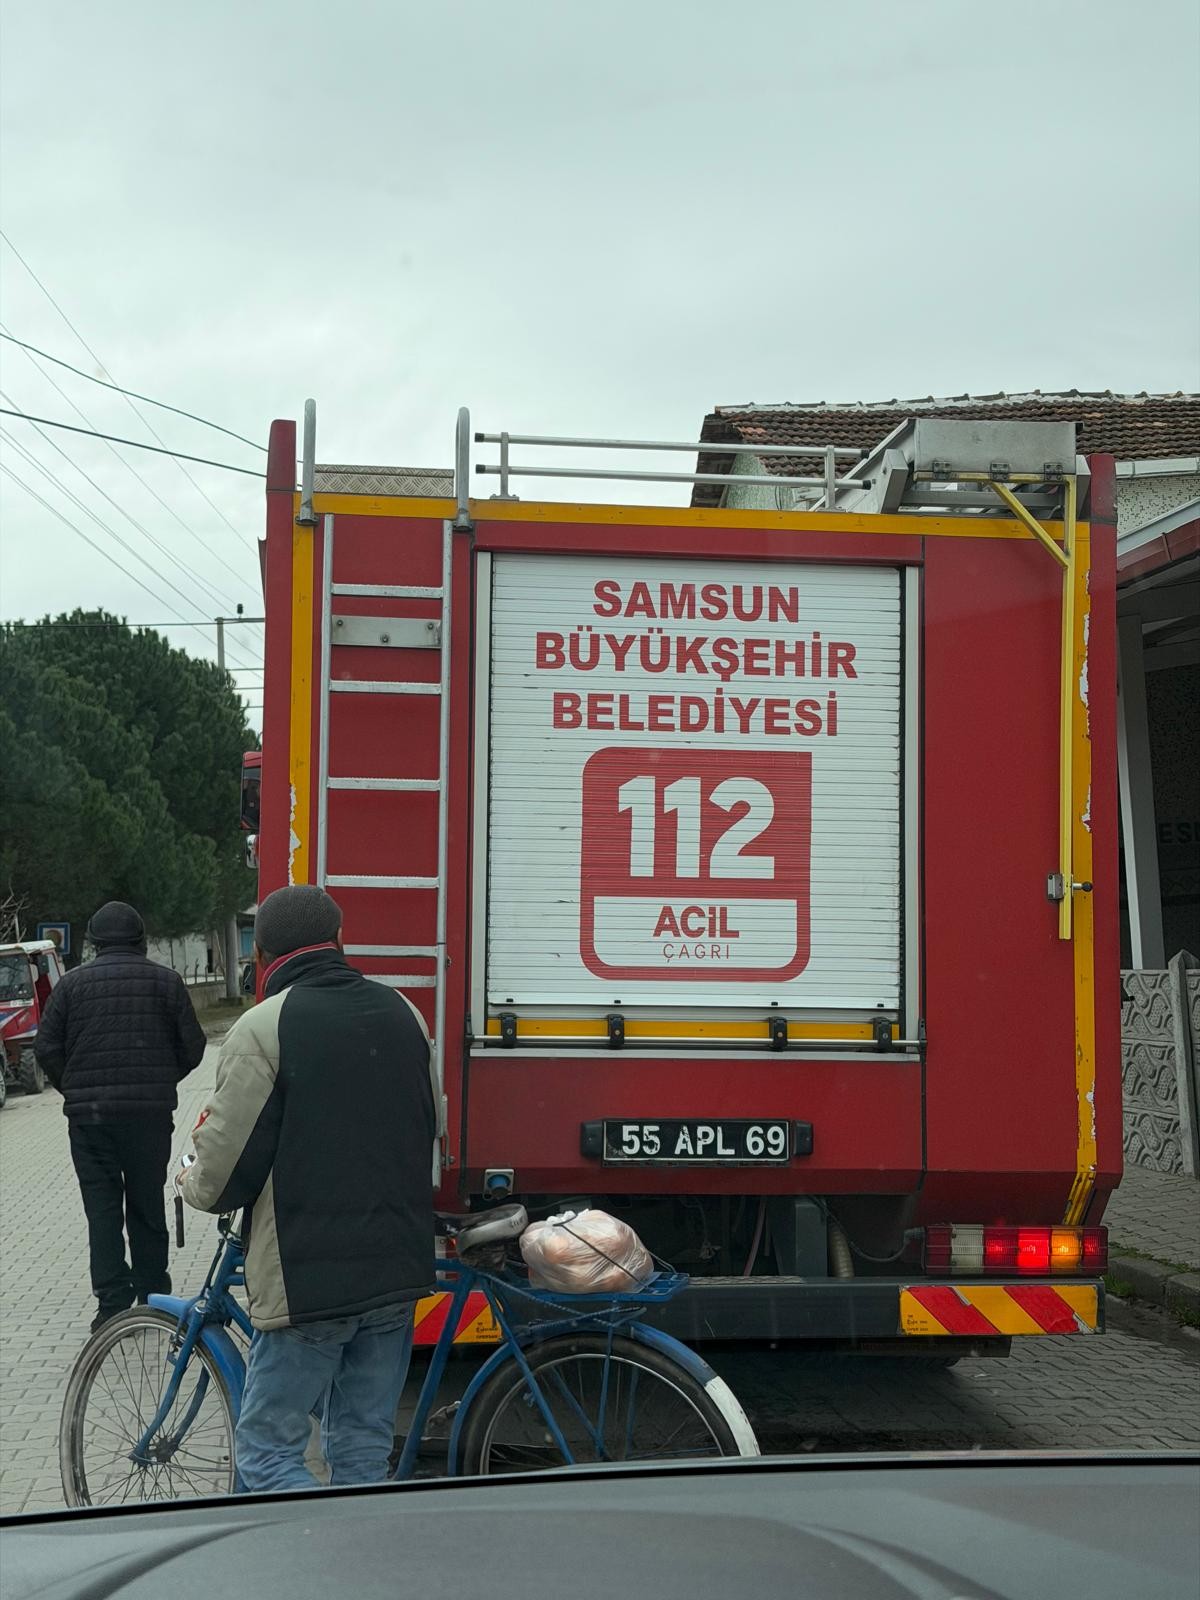 SAMSUN
BÜYÜKŞEHİR
BELEDİYESİ
112
ACİL
ÇAĞRI
55 APL 69